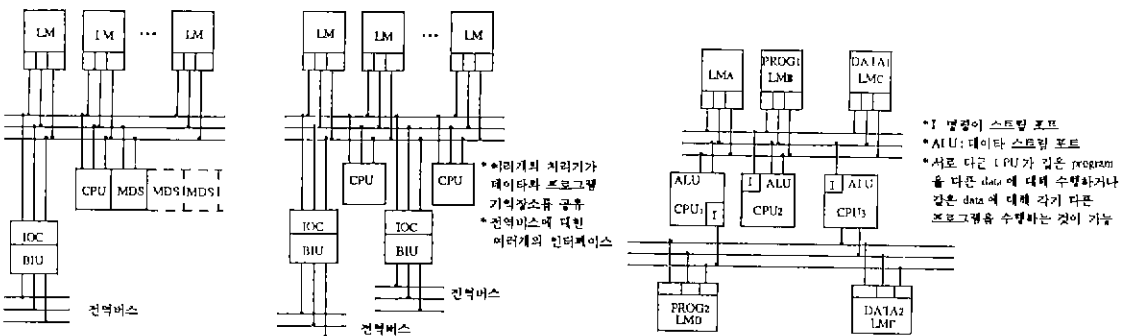 LM
LM
...
LM
CPU
MDS
MDS
MDS
IOC
BIU
전역버스
LM
LM
...
LM
CPU
CPU
* 여러개의 처리기가
데이타와 프로그램
기억장소를 공유
* 전역버스에 대한
여러개의 인터페이스
IOC
BIU
IOC
BIU
전역버스
전역버스
LMA
PROG1
LMB
DATA1
LMC
ALU
I
CPU1
I
ALU
CPU2
I
ALU
CPU3
* I 명령어 스트림 포트
* ALU: 데이타 스트림 포트
* 서로 다른 CPU가 같은 program
을 다른 data에 대해 수행하거나
같은 data에 대해 각기 다른
프로그램을 수행하는 것이 가능
PROG2
LMD
DATA2